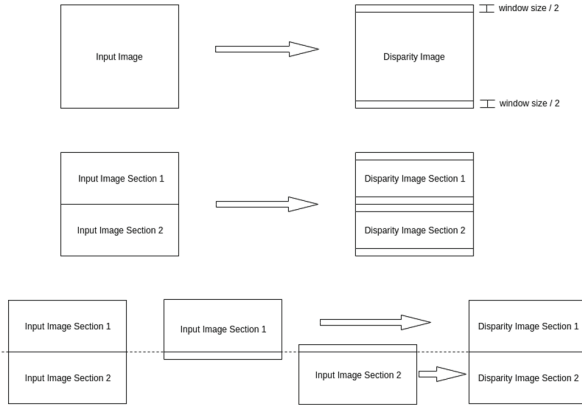 window size / 2
Input Image
Disparity Image
window size / 2
Input Image Section 1
Disparity Image Section 1
Input Image Section 2
Disparity Image Section 2
Input Image Section 1
Input Image Section 1
Disparity Image Section 1
Input Image Section 2
Input Image Section 2
Disparity Image Section 2